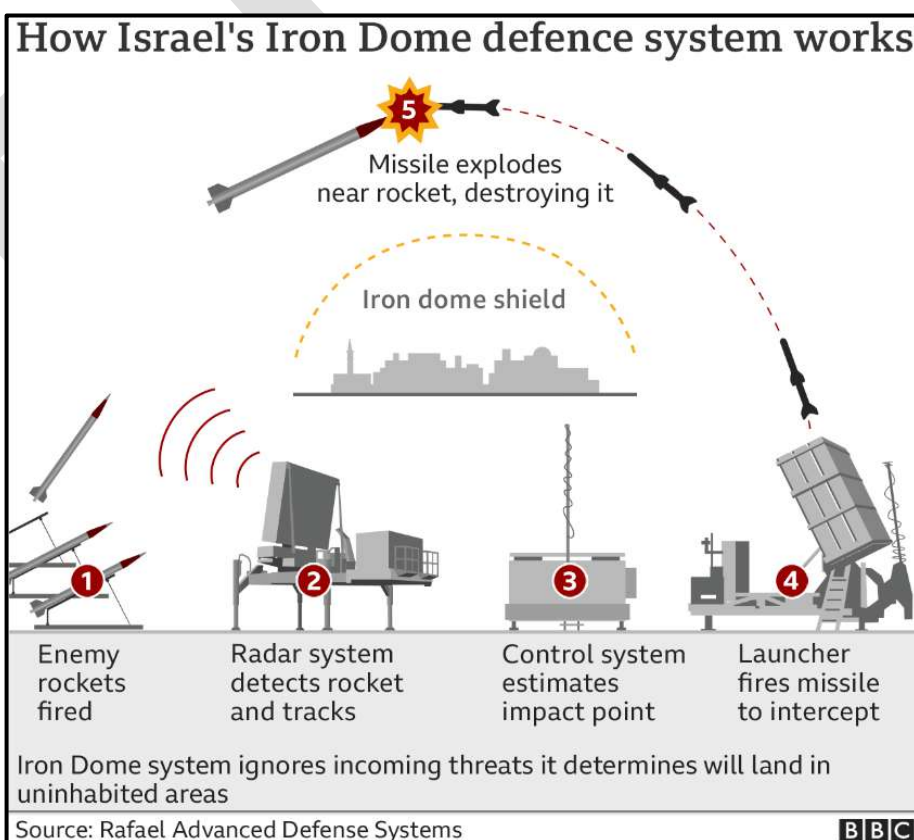 How Israel's Iron Dome defence system works
5
Missile explodes
near rocket, destroying it
Iron dome shield
1
2
3
4
Enemy
rockets
fired
Radar system
detects rocket
and tracks
Control system
estimates
impact point
Launcher
fires missile
to intercept
Iron Dome system ignores incoming threats it determines will land in
uninhabited areas
Source: Rafael Advanced Defense Systems
BBC